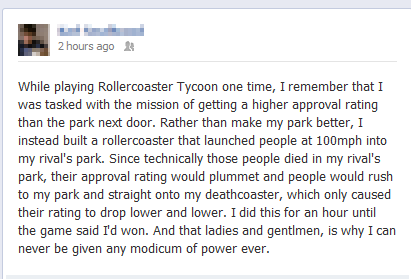 2 hours ago
While playing Rollercoaster Tycoon one time, I remember that I
was tasked with the mission of getting a higher approval rating
than the park next door. Rather than make my park better, I
instead built a rollercoaster that launched people at 100mph into
my rival's park. Since technically those people died in my rival's
park, their approval rating would plummet and people would rush
to my park and straight onto my deathcoaster, which only caused
their rating to drop lower and lower. I did this for an hour until
the game said I'd won. And that ladies and gentlmen, is why I can
never be given any modicum of power ever.